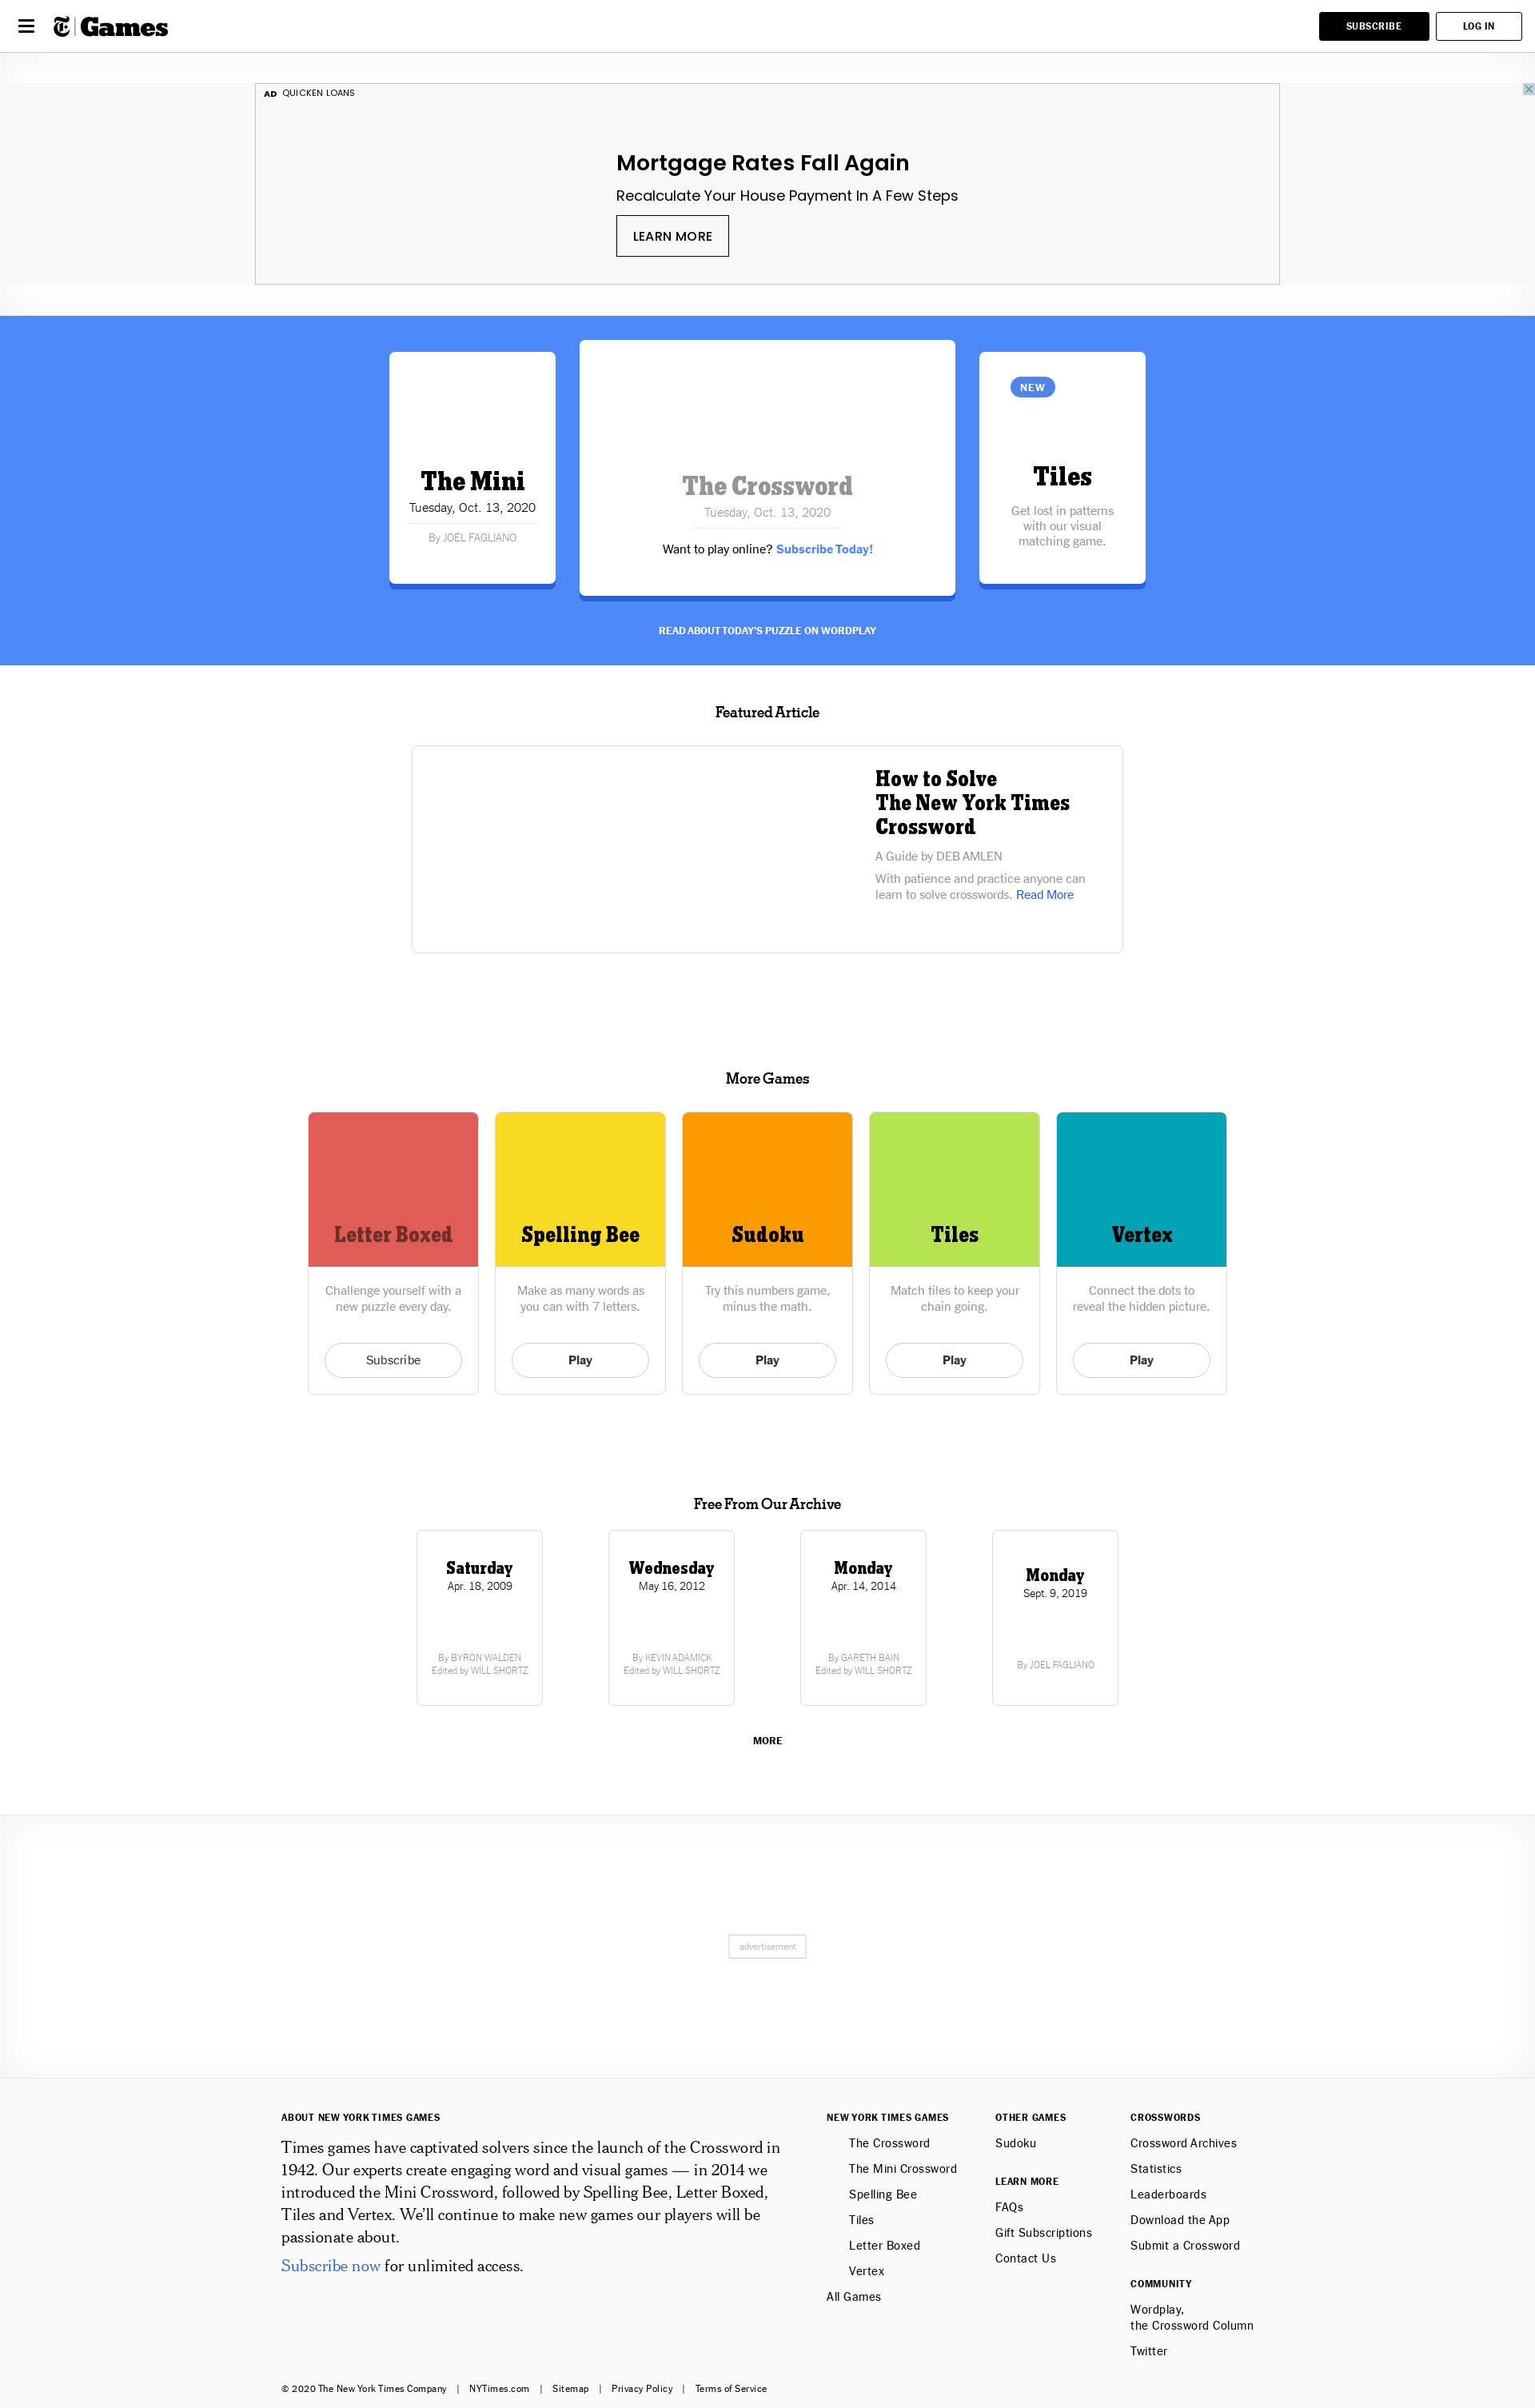 T Games
SUBSCRIBE
LOG IN
AD QUICKEN LOANS
Mortgage Rates Fall Again
Recalculate Your House Payment In A Few Steps
LEARN MORE
The Mini
Tuesday, Oct. 13, 2020
By JOEL FAGLIANO
The Crossword
Tuesday, Oct. 13, 2020
Want to play online? Subscribe Today!
NEW
Tiles
Get lost in patterns
with our visual
matching game.
READ ABOUT TODAY'S PUZZLE ON WORDPLAY
Featured Article
How to Solve
The New York Times
Crossword
A Guide by DEB AMLEN
With patience and practice anyone can
learn to solve crosswords. Read More
More Games
Letter Boxed
Challenge yourself with a
new puzzle every day.
Subscribe
Spelling Bee
Make as many words as
you can with 7 letters.
Play
Sudoku
Try this numbers game,
minus the math.
Play
Tiles
Match tiles to keep your
chain going.
Play
Vertex
Connect the dots to
reveal the hidden picture.
Play
Free From Our Archive
Saturday
Apr. 18, 2009
By BYRON WALDEN
Edited by WILL SHORTZ
Wednesday
May 16, 2012
By KEVIN ADAMICK
Edited by WILL SHORTZ
Monday
Apr. 14, 2014
By GARETH BAIN
Edited by WILL SHORTZ
Monday
Sept. 9, 2019
By JOEL FAGLIANO
MORE
advertisement
ABOUT NEW YORK TIMES GAMES
Times games have captivated solvers since the launch of the Crossword in
1942. Our experts create engaging word and visual games — in 2014 we
introduced the Mini Crossword, followed by Spelling Bee, Letter Boxed,
Tiles and Vertex. We’ll continue to make new games our players will be
passionate about.
Subscribe now for unlimited access.
NEW YORK TIMES GAMES
The Crossword
The Mini Crossword
Spelling Bee
Tiles
Letter Boxed
Vertex
All Games
OTHER GAMES
Sudoku
LEARN MORE
FAQs
Gift Subscriptions
Contact Us
CROSSWORDS
Crossword Archives
Statistics
Leaderboards
Download the App
Submit a Crossword
COMMUNITY
Wordplay,
the Crossword Column
Twitter
© 2020 The New York Times Company | NYTimes.com | Sitemap | Privacy Policy | Terms of Service